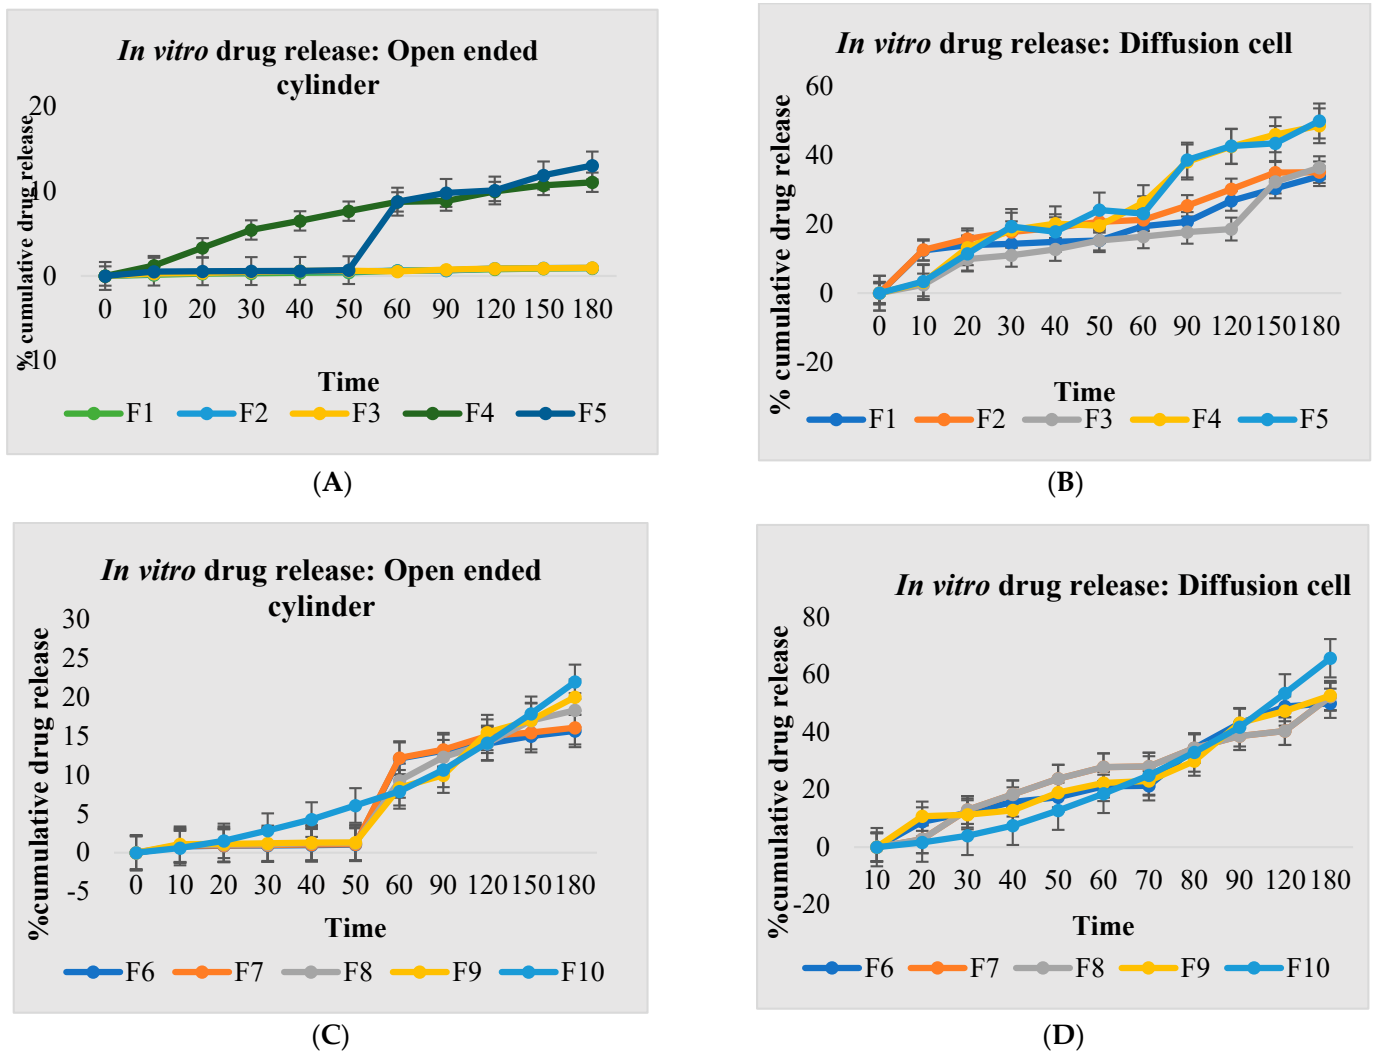 In vitro drug release: Open ended
cylinder
% cumulative drug release
20
10
0
-10
0 10 20 30 40 50 60 90 120 150 180
Time
F1 F2 F3 F4 F5
(A)
In vitro drug release: Diffusion cell
% cumulative drug release
60
40
20
0
-20
0 10 20 30 40 50 60 90 120 150 180
Time
F1 F2 F3 F4 F5
(B)
In vitro drug release: Open ended
cylinder
%cumulative drug release
30
25
20
15
10
5
0
-5
0 10 20 30 40 50 60 90 120 150 180
Time
F6 F7 F8 F9 F10
(C)
In vitro drug release: Diffusion cell
%cumulative drug release
80
60
40
20
0
-20
10 20 30 40 50 60 70 80 90 120 180
Time
F6 F7 F8 F9 F10
(D)